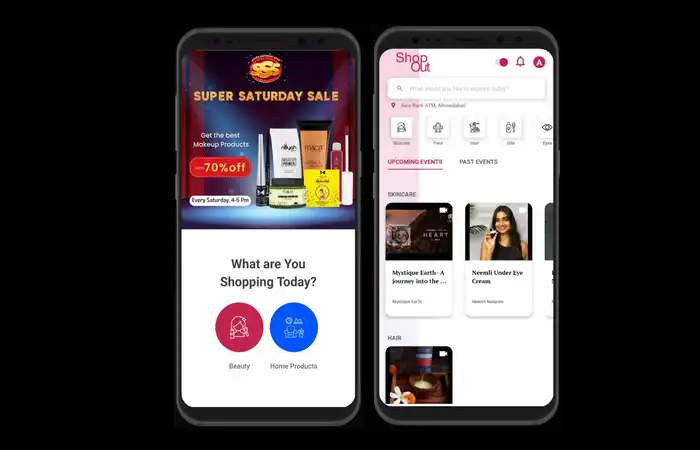 SSS
SUPER SATURDAY SALE
Get the best
Makeup Products
70% off
Every Saturday, 4-5 Pm
What are You
Shopping Today?
Beauty
Home Products
Shop
Out
A
What would you like to explore today?
Axis Bank ATM, Ahmedabad
Skincare
Face
Hair
Eyes
UPCOMING EVENTS
PAST EVENTS
SKINCARE
HEART
Mystique Earth- A
journey into the ...
Mystique Earth
Neemli Under Eye
Cream
Neemli Naturals
HAIR